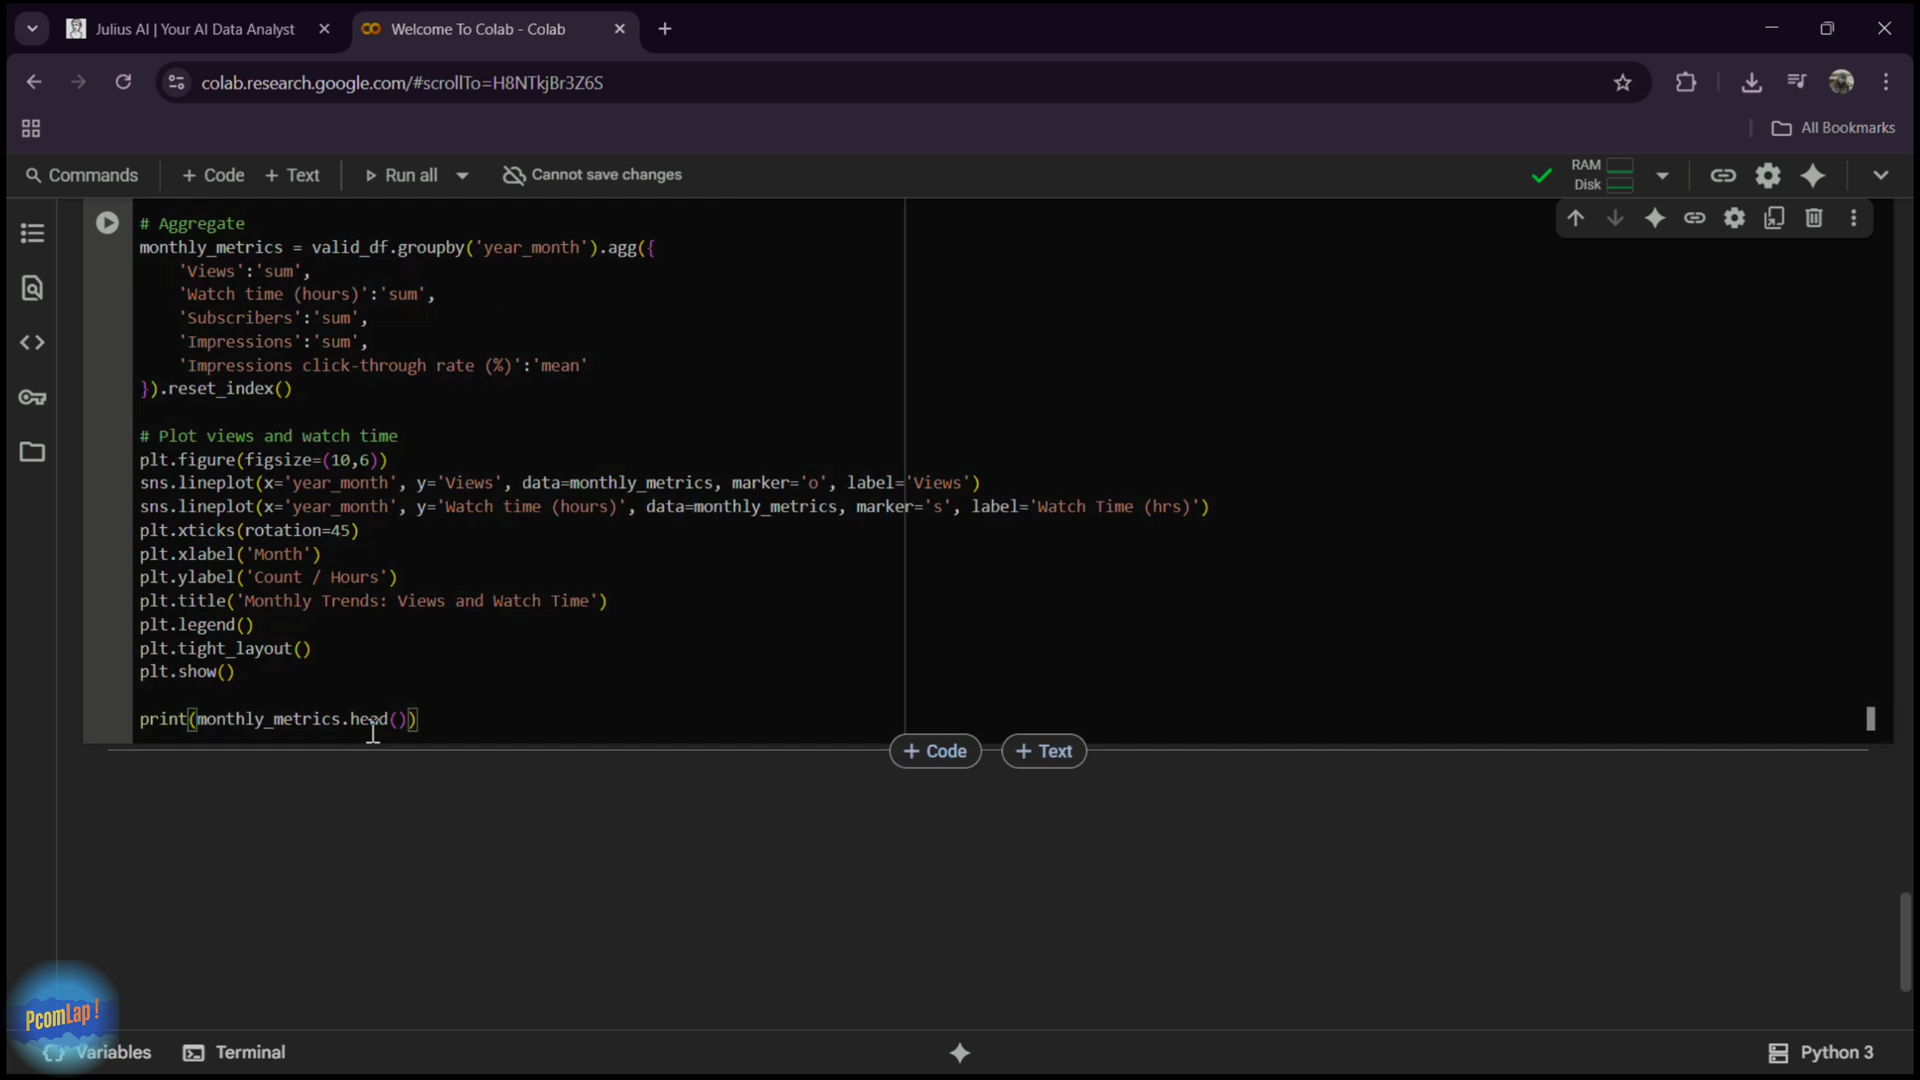 Julius AI | Your AI Data Analyst
Welcome To Colab - Colab
colab.research.google.com/#scrollTo=H8NTkjBr3Z6S
All Bookmarks
Commands
+ Code
+ Text
Run all
Cannot save changes
RAM
Disk
# Aggregate
monthly_metrics = valid_df.groupby('year_month').agg({
    'Views':'sum',
    'Watch time (hours)':'sum',
    'Subscribers':'sum',
    'Impressions':'sum',
    'Impressions click-through rate (%)':'mean'
}).reset_index()
# Plot views and watch time
plt.figure(figsize=(10,6))
sns.lineplot(x='year_month', y='Views', data=monthly_metrics, marker='o', label='Views')
sns.lineplot(x='year_month', y='Watch time (hours)', data=monthly_metrics, marker='s', label='Watch Time (hrs)')
plt.xticks(rotation=45)
plt.xlabel('Month')
plt.ylabel('Count / Hours')
plt.title('Monthly Trends: Views and Watch Time')
plt.legend()
plt.tight_layout()
plt.show()
print(monthly_metrics.head())
+ Code
+ Text
PcomLap!
Variables
Terminal
Python 3